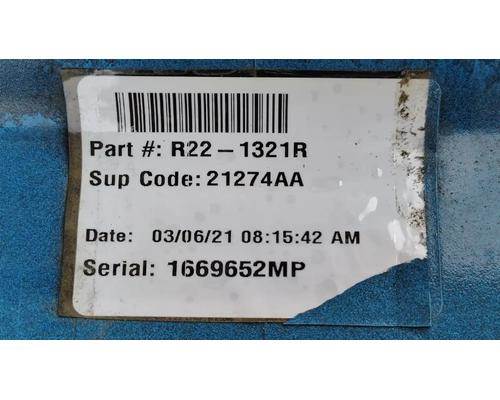 Part #: R22-1321R
Sup Code: 21274AA
Date: 03/06/21 08:15:42 AM
Serial: 1669652MP